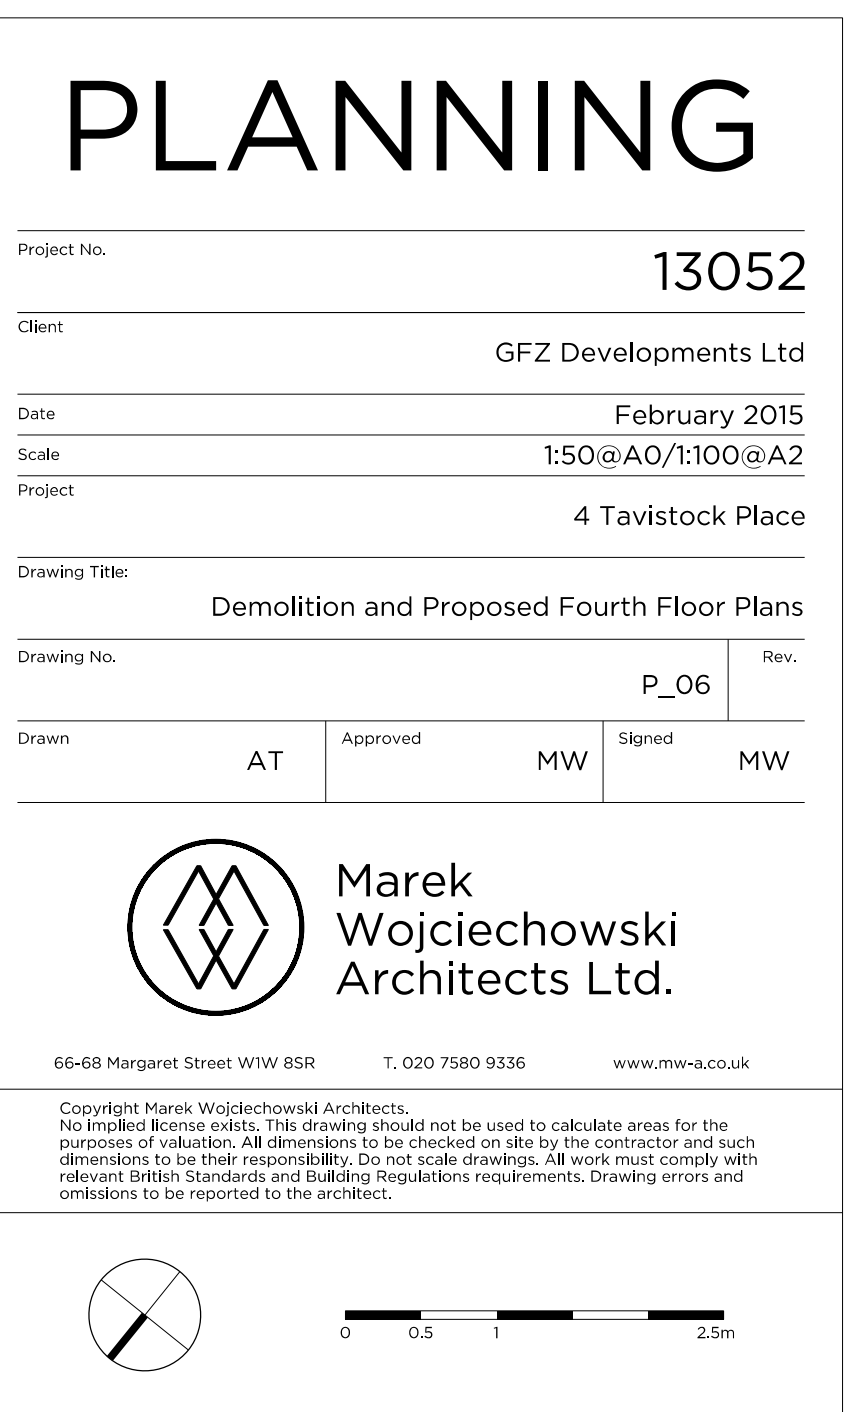 PLANNING
Project No.
13052
Client
GFZ Developments Ltd
Date
February 2015
Scale
1:50@A0/1:100@A2
Project
4 Tavistock Place
Drawing Title:
Demolition and Proposed Fourth Floor Plans
Drawing No.
P_06
Rev.
Drawn
AT
Approved
MW
Signed
MW
Marek
Wojciechowski
Architects Ltd.
66-68 Margaret Street W1W 8SR T. 020 7580 9336 www.mw-a.co.uk
Copyright Marek Wojciechowski Architects.
No implied license exists. This drawing should not be used to calculate areas for the
purposes of valuation. All dimensions to be checked on site by the contractor and such
dimensions to be their responsibility. Do not scale drawings. All work must comply with
relevant British Standards and Building Regulations requirements. Drawing errors and
omissions to be reported to the architect.
0 0.5 1 2.5m